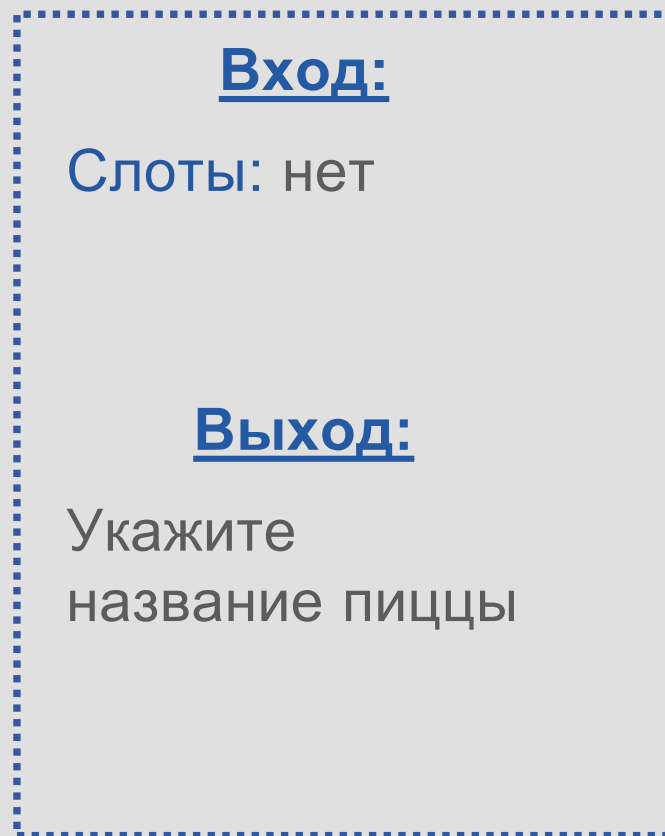 Вход:
Слоты: нет
Выход:
Укажите
название пиццы